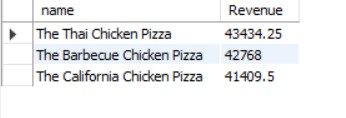 name Revenue
The Thai Chicken Pizza 43434.25
The Barbecue Chicken Pizza 42768
The California Chicken Pizza 41409.5